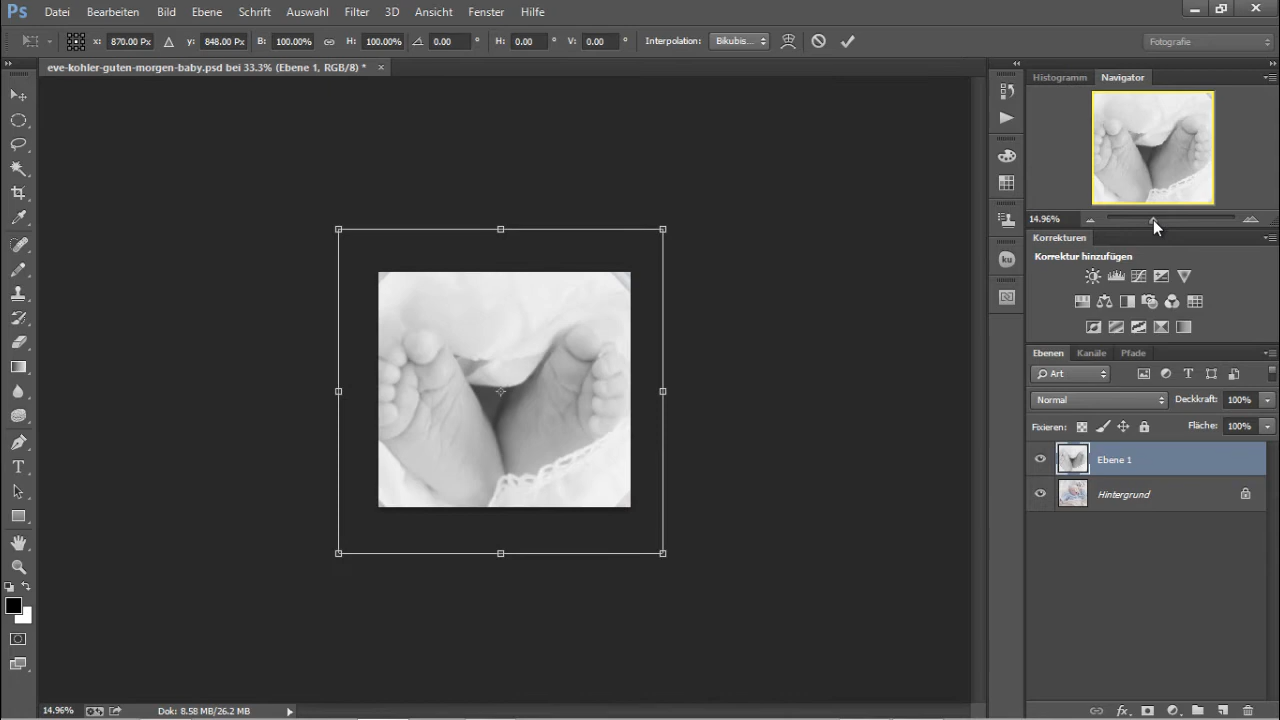 Ps Datei Bearbeiten Bild Ebene Schrift Auswahl Filter 3D Ansicht Fenster Hilfe
x: 870.00 Px y: 848.00 Px B: 100.00% H: 100.00% 0.00 ° H: 0.00 ° V: 0.00 ° Interpolation: Bikubis... Fotografie
eve-kohler-guten-morgen-baby.psd bei 33.3% (Ebene 1, RGB/8) * ×
Histogramm Navigator
14.96%
Korrekturen
Korrektur hinzufügen
ku
Ebenen Kanäle Pfade
Art
Normal Deckkraft: 100%
Fixieren: Fläche: 100%
Ebene 1
Hintergrund
14.96% Dok: 8.58 MB/26.2 MB
fx